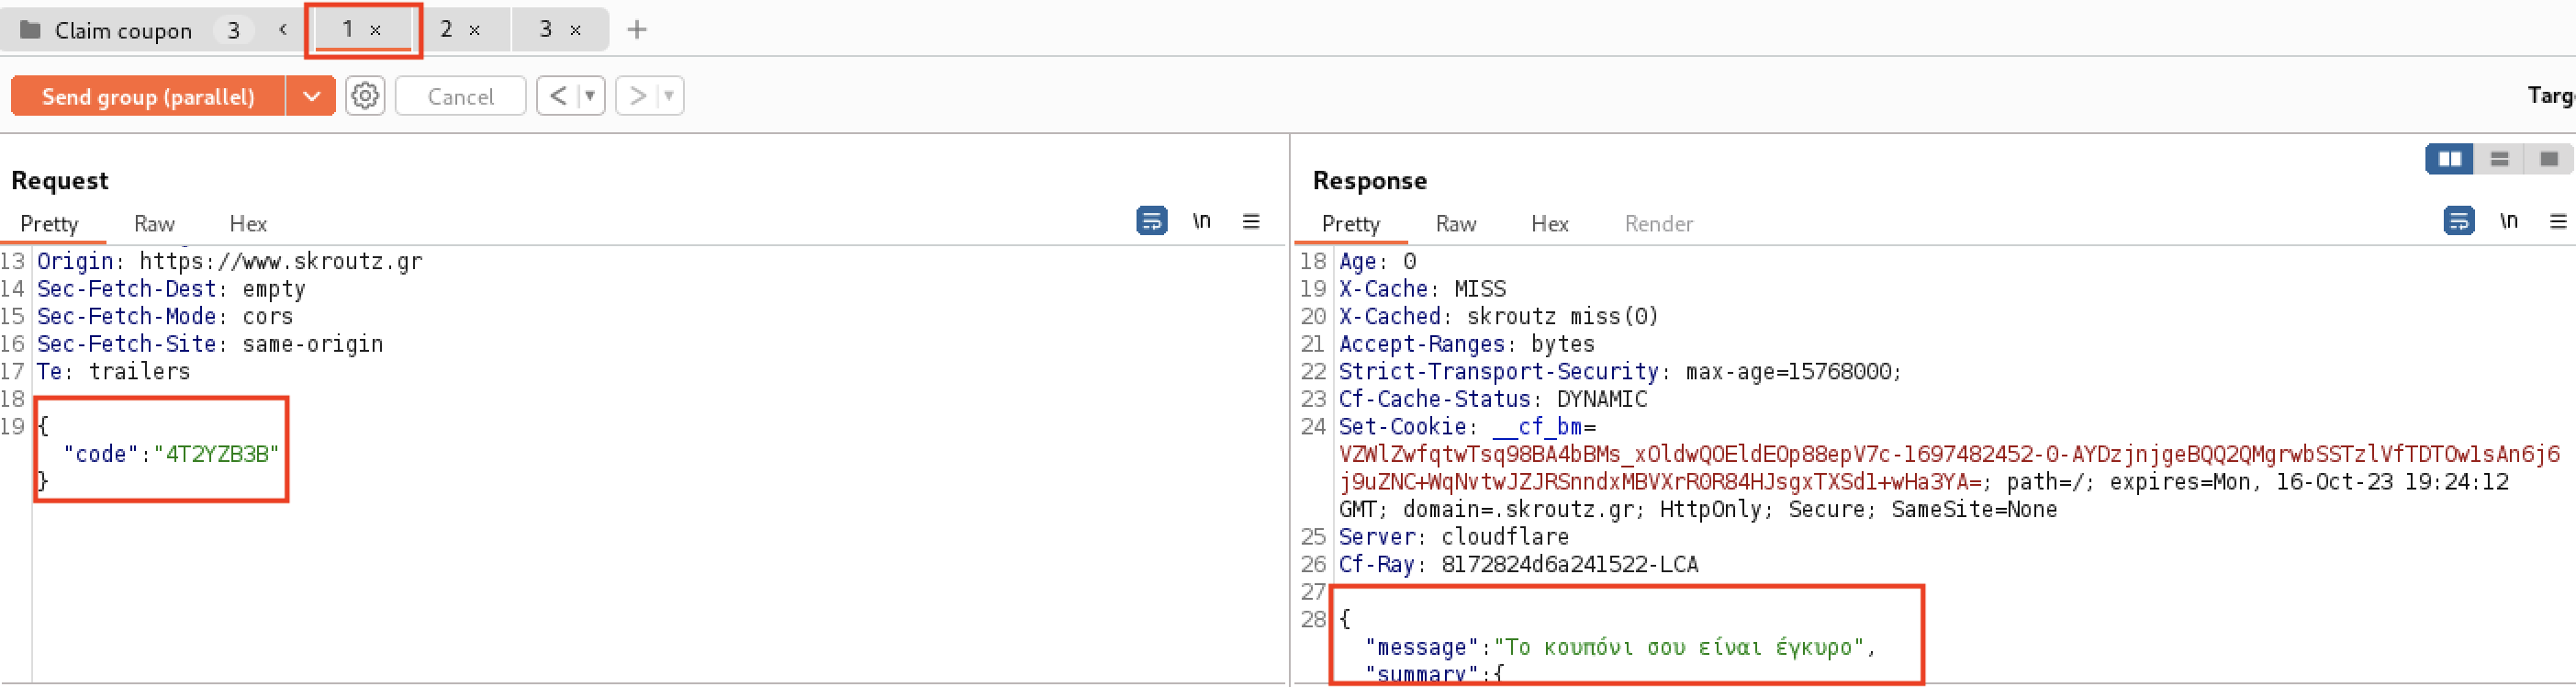 Claim coupon 3 < 1 × 2 × 3 × +
Send group (parallel) Cancel < >
Targ
Request
Pretty Raw Hex \n
13 Origin: https://www.skroutz.gr
14 Sec-Fetch-Dest: empty
15 Sec-Fetch-Mode: cors
16 Sec-Fetch-Site: same-origin
17 Te: trailers
18
19 {
"code":"4T2YZB3B"
}
Response
Pretty Raw Hex Render \n
18 Age: 0
19 X-Cache: MISS
20 X-Cached: skroutz miss(0)
21 Accept-Ranges: bytes
22 Strict-Transport-Security: max-age=15768000;
23 Cf-Cache-Status: DYNAMIC
24 Set-Cookie: __cf_bm=
VZWlZwfqtwTsq98BA4bBMs_xOldwQOEldEOp88epV7c-1697482452-0-AYDzjnjgeBQQ2QMgrwbSSTzlVfTDTOw1sAn6j6
j9uZNC+WqNvtwJZJRSnndxMBVXrR0R84HJsgxTXSdl+wHa3YA=; path=/; expires=Mon, 16-Oct-23 19:24:12
GMT; domain=.skroutz.gr; HttpOnly; Secure; SameSite=None
25 Server: cloudflare
26 Cf-Ray: 8172824d6a241522-LCA
27
28 {
"message":"Το κουπόνι σου είναι έγκυρο",
"summary":{